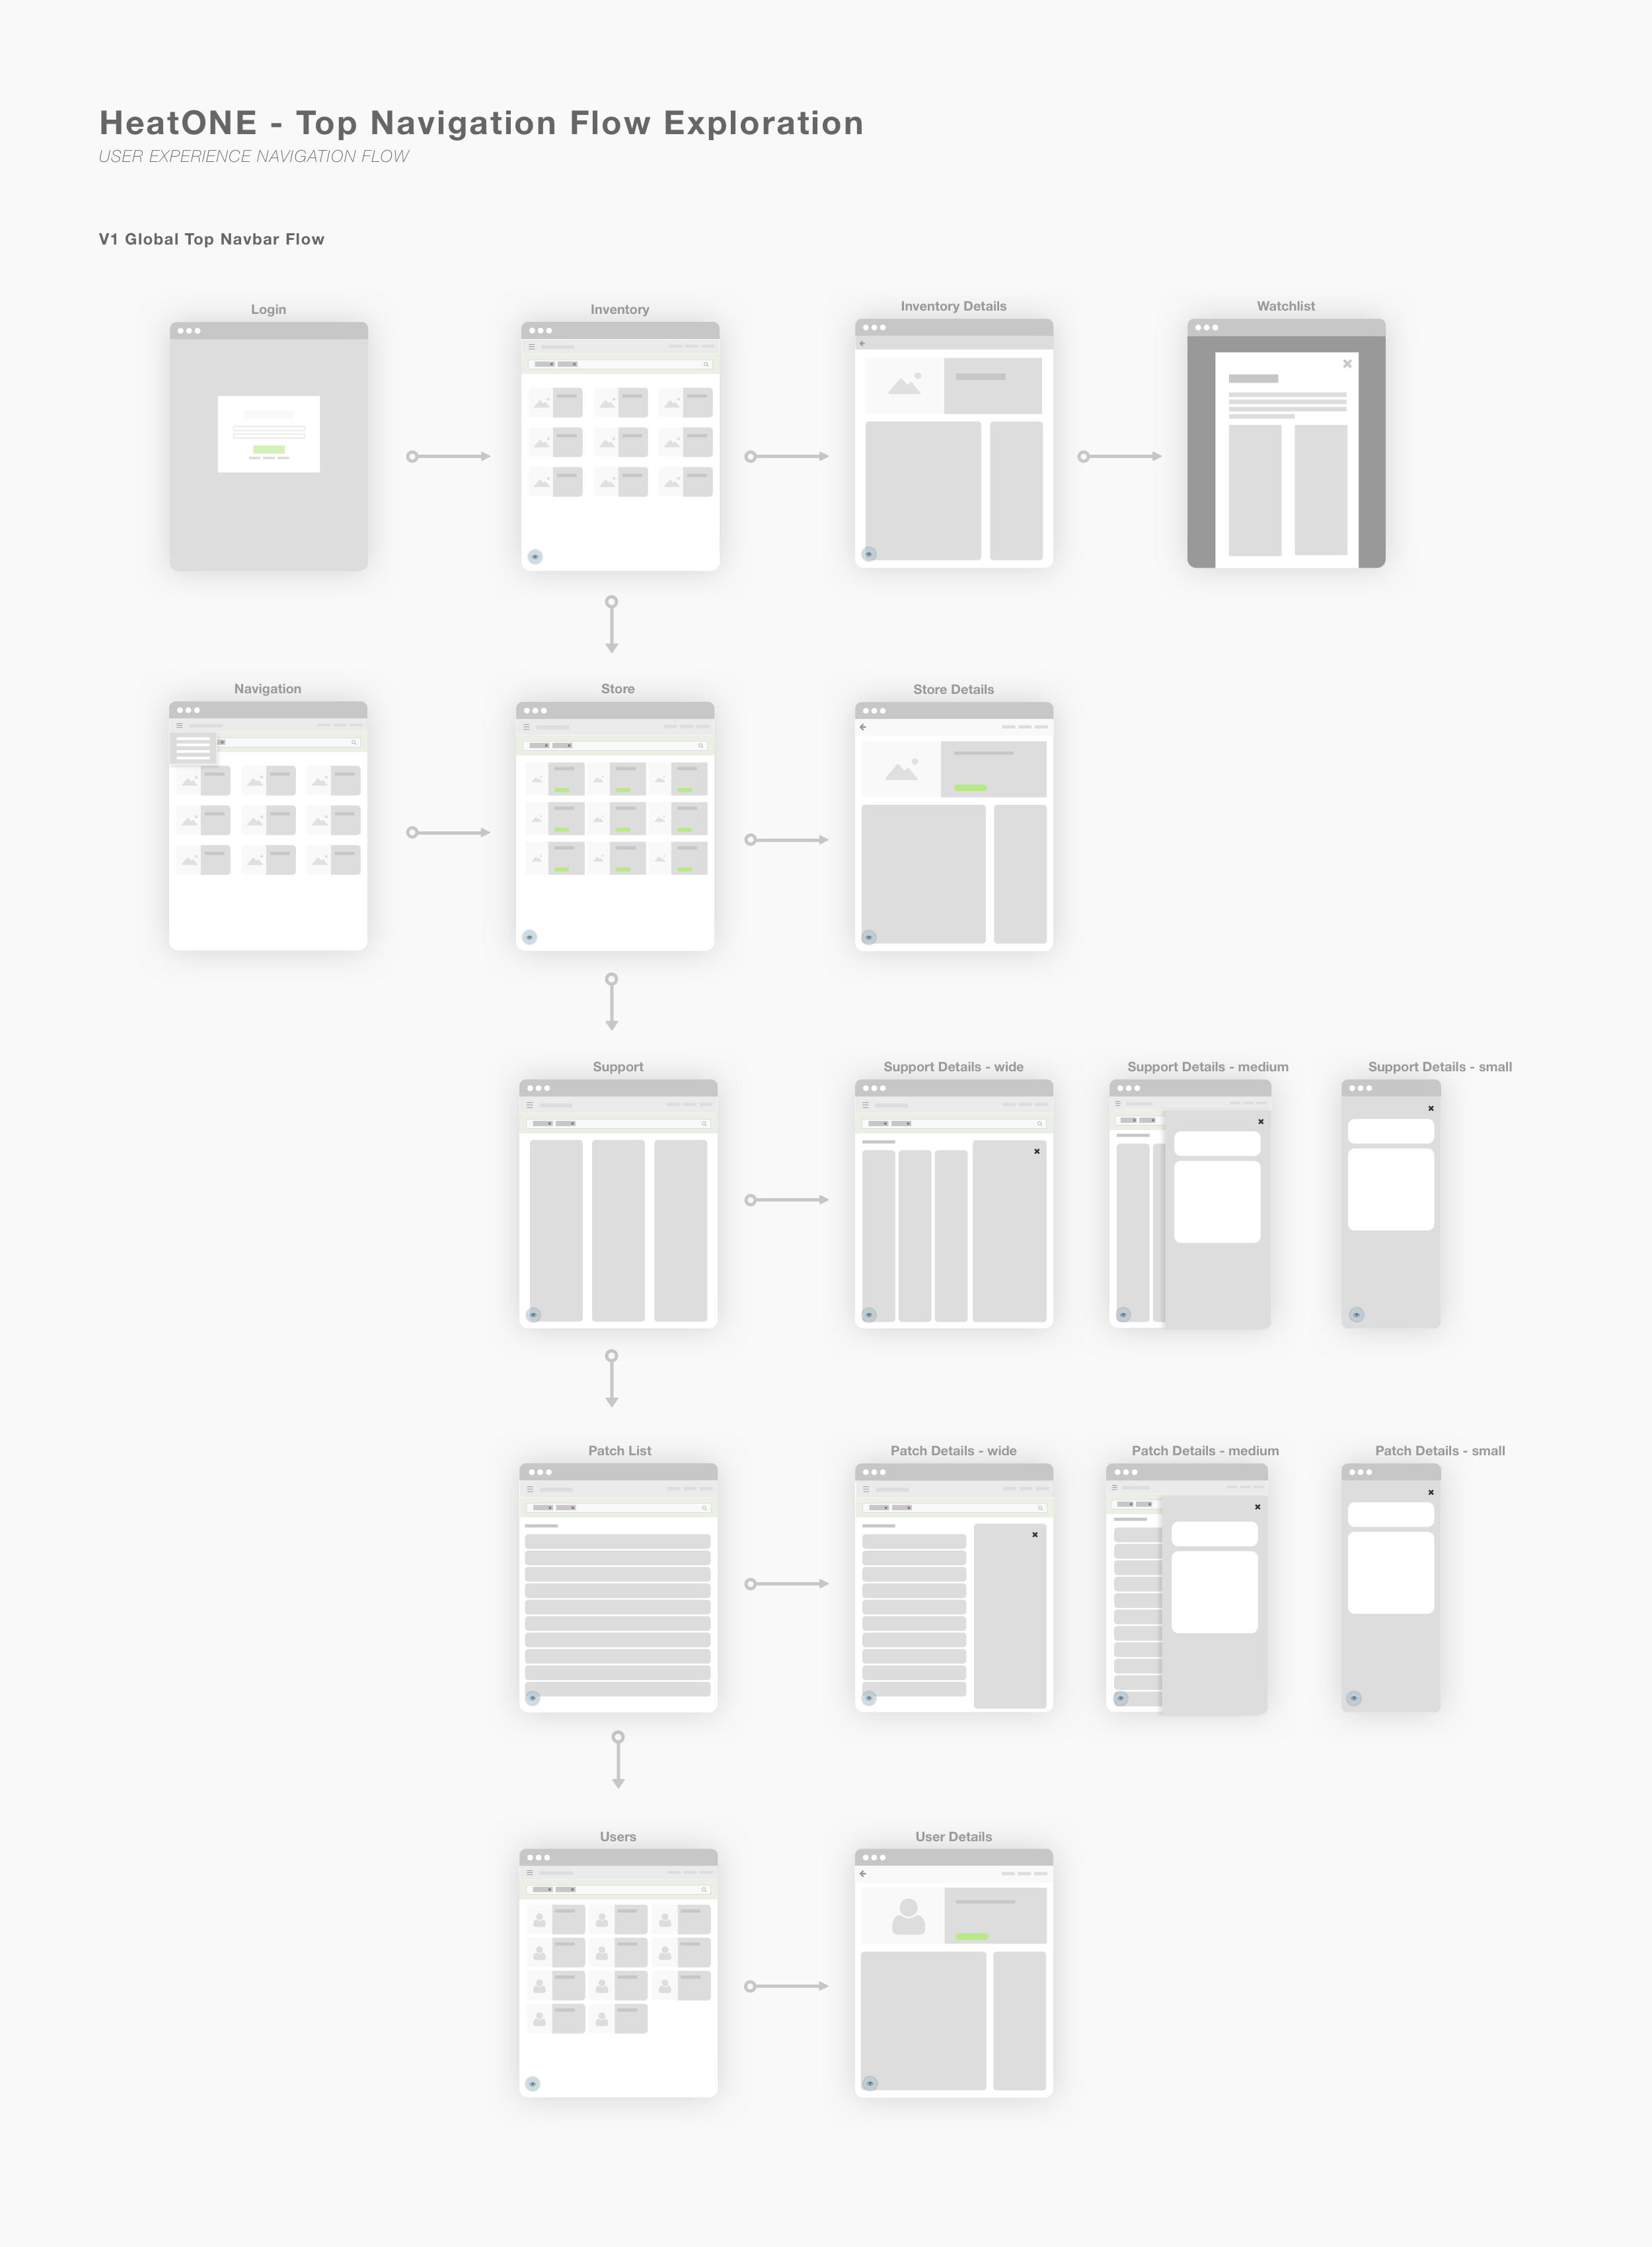 HeatONE - Top Navigation Flow Exploration
USER EXPERIENCE NAVIGATION FLOW
V1 Global Top Navbar Flow
Login
Inventory
Inventory Details
Watchlist
Navigation
Store
Store Details
Support
Support Details - wide
Support Details - medium
Support Details - small
Patch List
Patch Details - wide
Patch Details - medium
Patch Details - small
Users
User Details